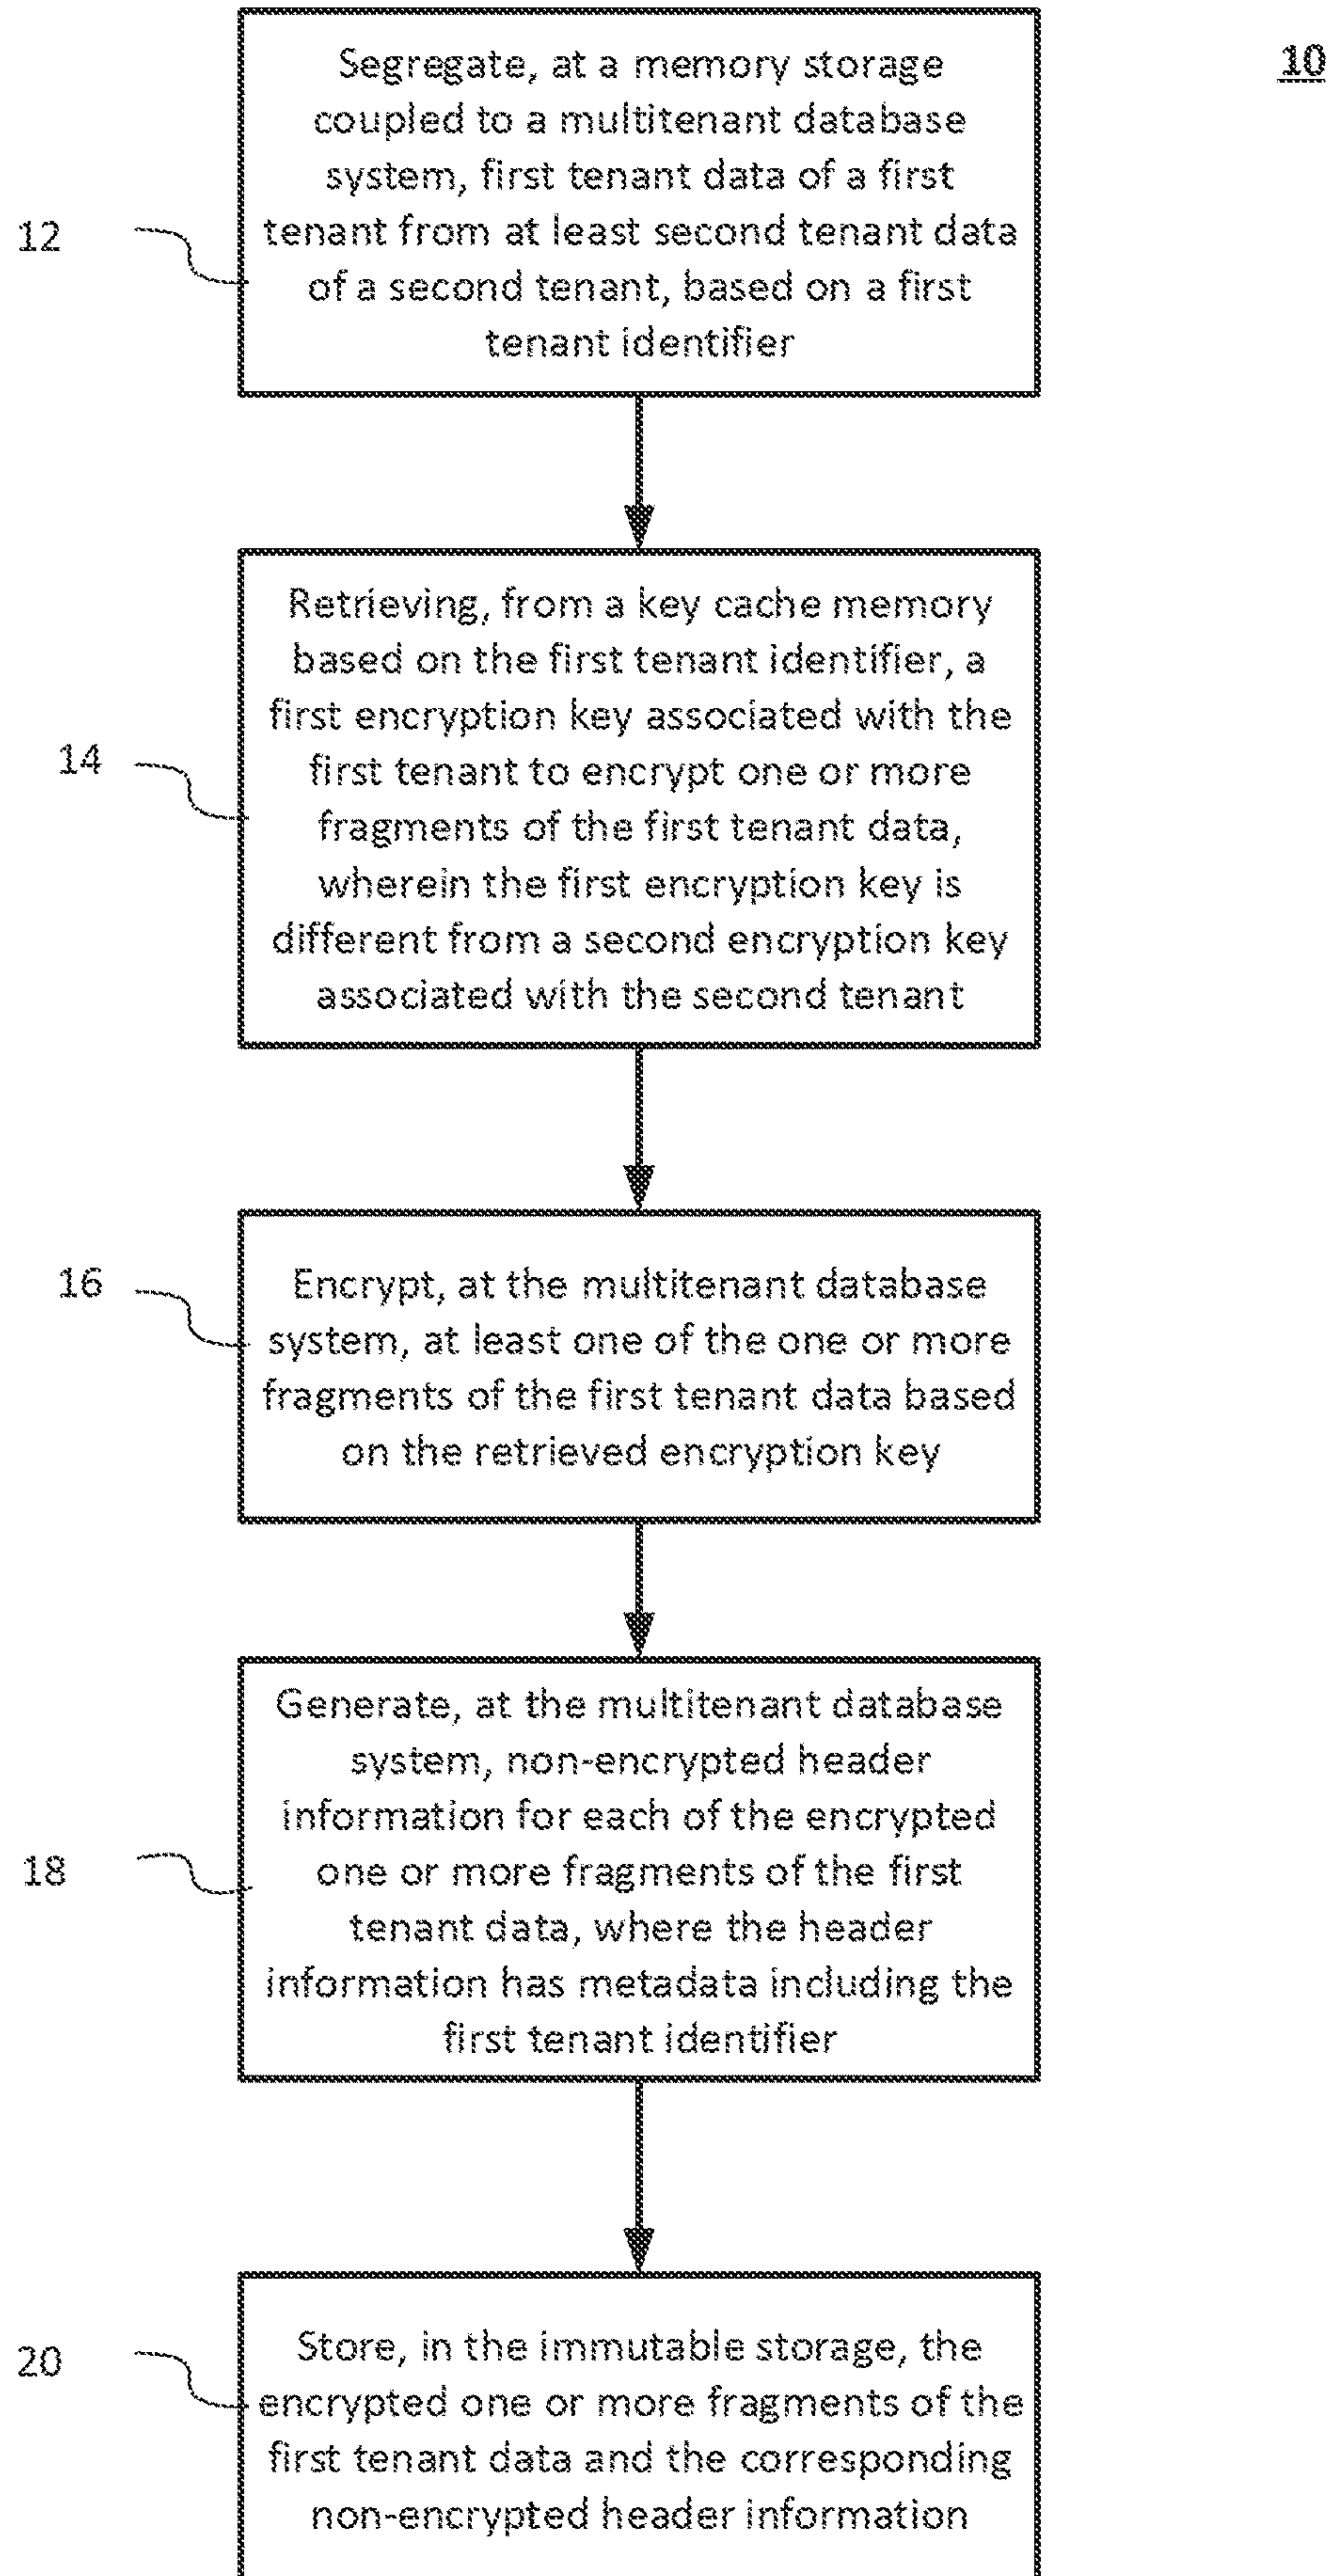 10
Segregate, at a memory storage
coupled to a multitenant database
system, first tenant data of a first
tenant from at least second tenant data
of a second tenant, based on a first
tenant identifier
12
Retrieving, from a key cache memory
based on the first tenant identifier, a
first encryption key associated with the
first tenant to encrypt one or more
fragments of the first tenant data,
wherein the first encryption key is
different from a second encryption key
associated with the second tenant
14
Encrypt, at the multitenant database
system, at least one of the one or more
fragments of the first tenant data based
on the retrieved encryption key
16
Generate, at the multitenant database
system, non-encrypted header
information for each of the encrypted
one or more fragments of the first
tenant data, where the header
information has metadata including the
first tenant identifier
18
Store, in the immutable storage, the
encrypted one or more fragments of the
first tenant data and the corresponding
non-encrypted header information
20